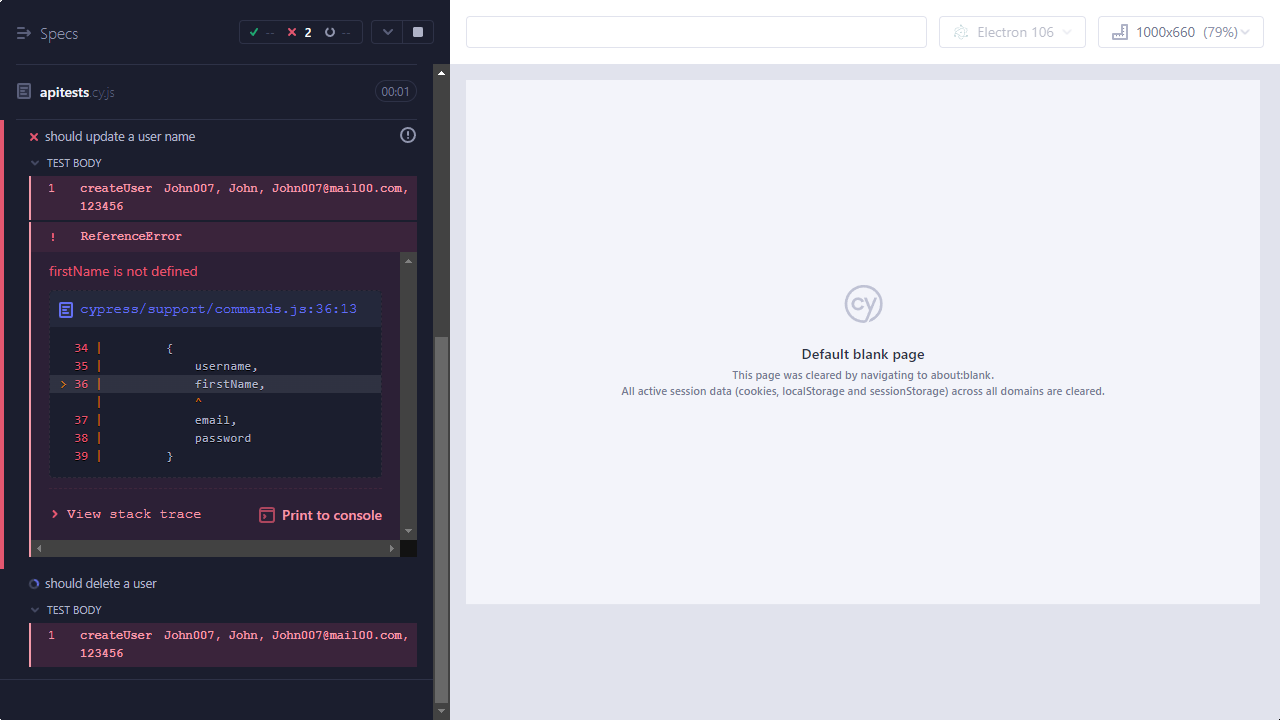 Specs
--
2
--
Electron 106
1000x660 (79%)
apitests.cy.js
00:01
should update a user name
TEST BODY
1 createUser John007, John, John007@mail00.com,
123456
! ReferenceError
firstName is not defined
cypress/support/commands.js:36:13
34 | {
35 | username,
> 36 | firstName,
| ^
37 | email,
38 | password
39 | }
> View stack trace
Print to console
should delete a user
TEST BODY
1 createUser John007, John, John007@mail00.com,
123456
cy
Default blank page
This page was cleared by navigating to about:blank.
All active session data (cookies, localStorage and sessionStorage) across all domains are cleared.